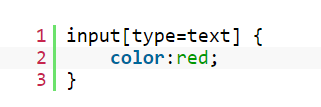 1 input[type=text] {
2     color:red;
3 }